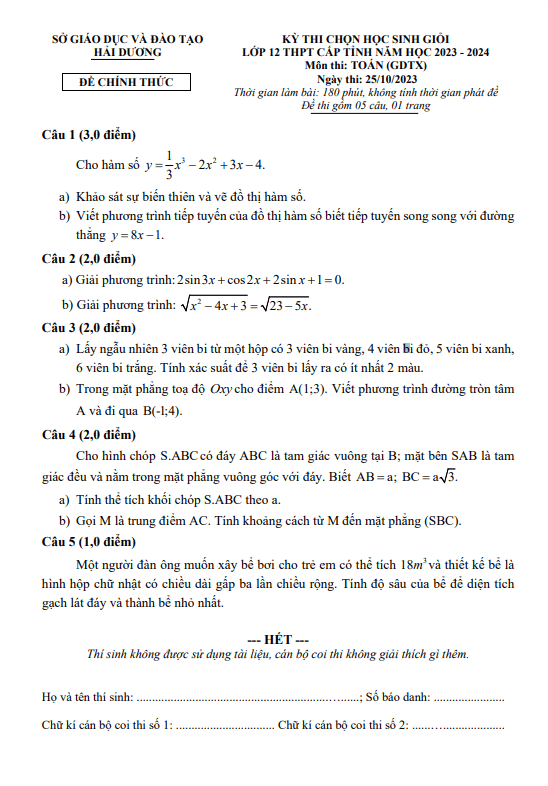 SỞ GIÁO DỤC VÀ ĐÀO TẠO
HẢI DƯƠNG
ĐỀ CHÍNH THỨC
KỲ THI CHỌN HỌC SINH GIỎI
LỚP 12 THPT CẤP TỈNH NĂM HỌC 2023 - 2024
Môn thi: TOÁN (GDTX)
Ngày thi: 25/10/2023
Thời gian làm bài: 180 phút, không tính thời gian phát đề
Đề thi gồm 05 câu, 01 trang
Câu 1 (3,0 điểm)
Cho hàm số y = 1/3 x³ − 2x² + 3x − 4.
a) Khảo sát sự biến thiên và vẽ đồ thị hàm số.
b) Viết phương trình tiếp tuyến của đồ thị hàm số biết tiếp tuyến song song với đường
thẳng y = 8x − 1.
Câu 2 (2,0 điểm)
a) Giải phương trình: 2sin3x + cos2x + 2sinx + 1 = 0.
b) Giải phương trình: √(x² − 4x + 3) = √(23 − 5x).
Câu 3 (2,0 điểm)
a) Lấy ngẫu nhiên 3 viên bi từ một hộp có 3 viên bi vàng, 4 viên bi đỏ, 5 viên bi xanh,
6 viên bi trắng. Tính xác suất để 3 viên bi lấy ra có ít nhất 2 màu.
b) Trong mặt phẳng toạ độ Oxy cho điểm A(1;3). Viết phương trình đường tròn tâm
A và đi qua B(-1;4).
Câu 4 (2,0 điểm)
Cho hình chóp S.ABC có đáy ABC là tam giác vuông tại B; mặt bên SAB là tam
giác đều và nằm trong mặt phẳng vuông góc với đáy. Biết AB = a; BC = a√3.
a) Tính thể tích khối chóp S.ABC theo a.
b) Gọi M là trung điểm AC. Tính khoảng cách từ M đến mặt phẳng (SBC).
Câu 5 (1,0 điểm)
Một người đàn ông muốn xây bể bơi cho trẻ em có thể tích 18m³ và thiết kế bể là
hình hộp chữ nhật có chiều dài gấp ba lần chiều rộng. Tính độ sâu của bể để diện tích
gạch lát đáy và thành bể nhỏ nhất.
--- HẾT ---
Thí sinh không được sử dụng tài liệu, cán bộ coi thi không giải thích gì thêm.
Họ và tên thí sinh: ................................................; Số báo danh: .......................
Chữ kí cán bộ coi thi số 1: ................................ Chữ kí cán bộ coi thi số 2: .......................